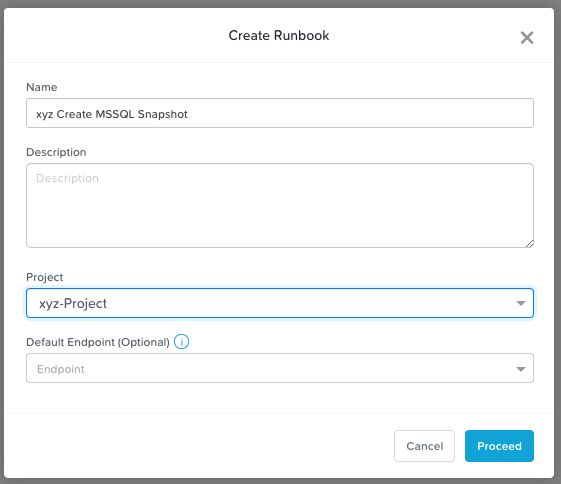 Create Runbook
Name
xyz Create MSSQL Snapshot
Description
Description
Project
xyz-Project
Default Endpoint (Optional)
Endpoint
Cancel
Proceed